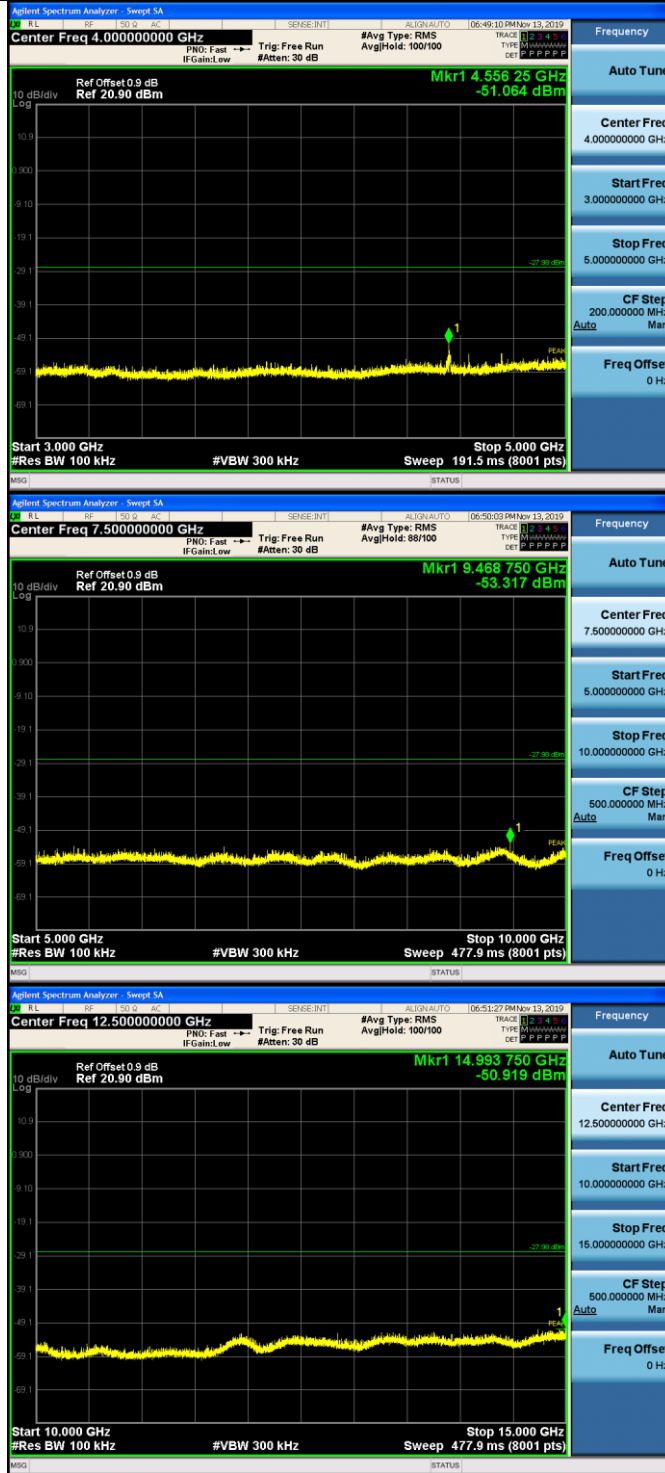 Agilent Spectrum Analyzer - Swept SA
RL RF 50 Ω AC SENSE:INT ALIGNAUTO 06:49:10 PM Nov 13, 2019
Center Freq 4.000000000 GHz
PNO: Fast
IFGain:Low
Trig: Free Run
#Atten: 30 dB
#Avg Type: RMS
Avg|Hold: 100/100
TRACE 1 2 3 4 5 6
TYPE M
DET P P P P P P
Ref Offset 0.9 dB
Ref 20.90 dBm
10 dB/div
Log
Mkr1 4.556 25 GHz
-51.064 dBm
10.9
0.900
-9.10
-19.1
-27.98 dBm
-29.1
-39.1
1
-49.1
PEAK
-59.1
-69.1
Start 3.000 GHz
Stop 5.000 GHz
#Res BW 100 kHz
#VBW 300 kHz
Sweep 191.5 ms (8001 pts)
MSG
STATUS
Frequency
Auto Tune
Center Freq
4.000000000 GHz
Start Freq
3.000000000 GHz
Stop Freq
5.000000000 GHz
CF Step
200.000000 MHz
Auto Man
Freq Offset
0 Hz
Agilent Spectrum Analyzer - Swept SA
RL RF 50 Ω AC SENSE:INT ALIGNAUTO 06:50:03 PM Nov 13, 2019
Center Freq 7.500000000 GHz
PNO: Fast
IFGain:Low
Trig: Free Run
#Atten: 30 dB
#Avg Type: RMS
Avg|Hold: 88/100
TRACE 1 2 3 4 5 6
TYPE M
DET P P P P P P
Ref Offset 0.9 dB
Ref 20.90 dBm
10 dB/div
Log
Mkr1 9.468 750 GHz
-53.317 dBm
10.9
0.900
-9.10
-19.1
-27.98 dBm
-29.1
-39.1
1
-49.1
PEAK
-59.1
-69.1
Start 5.000 GHz
Stop 10.000 GHz
#Res BW 100 kHz
#VBW 300 kHz
Sweep 477.9 ms (8001 pts)
MSG
STATUS
Frequency
Auto Tune
Center Freq
7.500000000 GHz
Start Freq
5.000000000 GHz
Stop Freq
10.000000000 GHz
CF Step
500.000000 MHz
Auto Man
Freq Offset
0 Hz
Agilent Spectrum Analyzer - Swept SA
RL RF 50 Ω AC SENSE:INT ALIGNAUTO 06:51:27 PM Nov 13, 2019
Center Freq 12.500000000 GHz
PNO: Fast
IFGain:Low
Trig: Free Run
#Atten: 30 dB
#Avg Type: RMS
Avg|Hold: 100/100
TRACE 1 2 3 4 5 6
TYPE M
DET P P P P P P
Ref Offset 0.9 dB
Ref 20.90 dBm
10 dB/div
Log
Mkr1 14.993 750 GHz
-50.919 dBm
10.9
0.900
-9.10
-19.1
-27.98 dBm
-29.1
-39.1
1
-49.1
PEAK
-59.1
-69.1
Start 10.000 GHz
Stop 15.000 GHz
#Res BW 100 kHz
#VBW 300 kHz
Sweep 477.9 ms (8001 pts)
MSG
STATUS
Frequency
Auto Tune
Center Freq
12.500000000 GHz
Start Freq
10.000000000 GHz
Stop Freq
15.000000000 GHz
CF Step
500.000000 MHz
Auto Man
Freq Offset
0 Hz